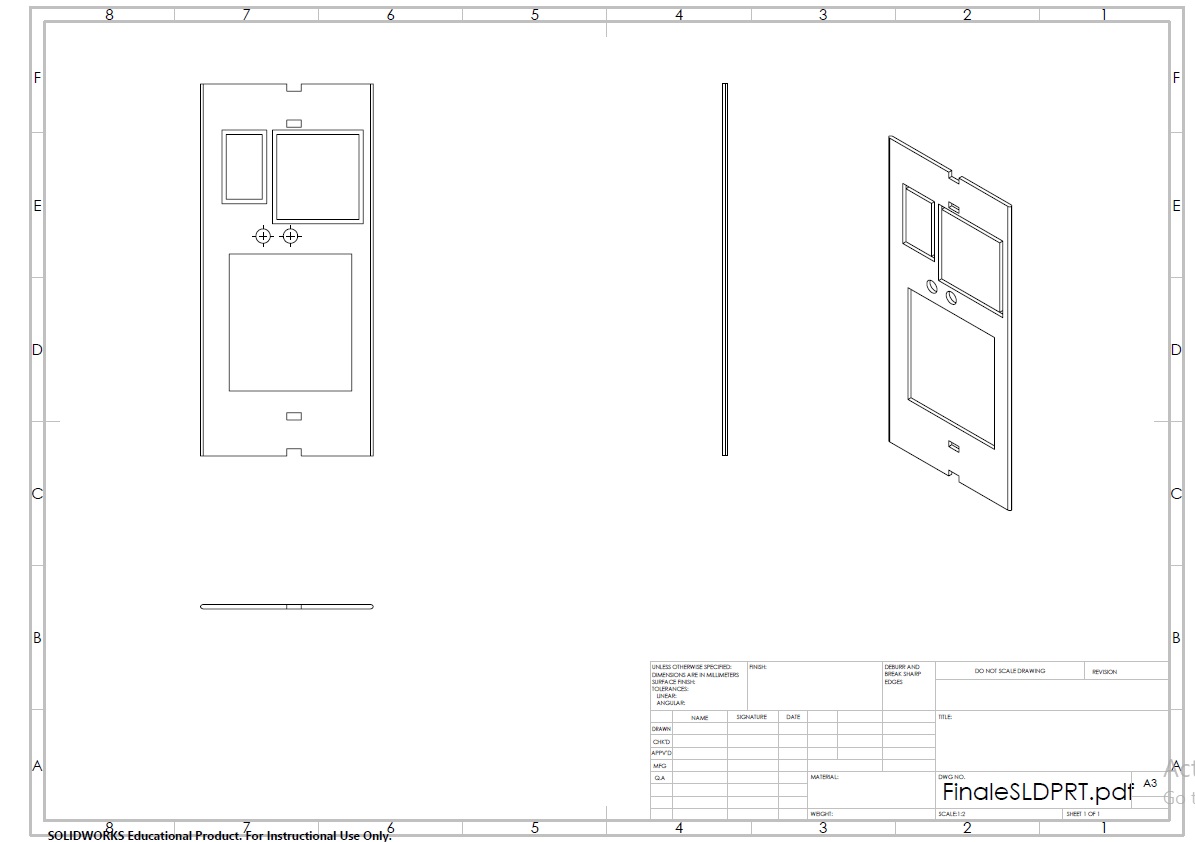 8 7 6 5 4 3 2 1
F F
E E
D D
C C
B B
A A
UNLESS OTHERWISE SPECIFIED:
DIMENSIONS ARE IN MILLIMETERS
SURFACE FINISH:
TOLERANCES:
LINEAR:
ANGULAR:
FINISH:
DEBURR AND
BREAK SHARP
EDGES
DO NOT SCALE DRAWING
REVISION
NAME SIGNATURE DATE
DRAWN
CHK'D
APPV'D
MFG
Q.A
TITLE:
MATERIAL:
DWG NO.
FinaleSLDPRT.pdf
A3
WEIGHT:
SCALE:1:2
SHEET 1 OF 1
8 7 6 5 4 3 2 1
SOLIDWORKS Educational Product. For Instructional Use Only.
Go t